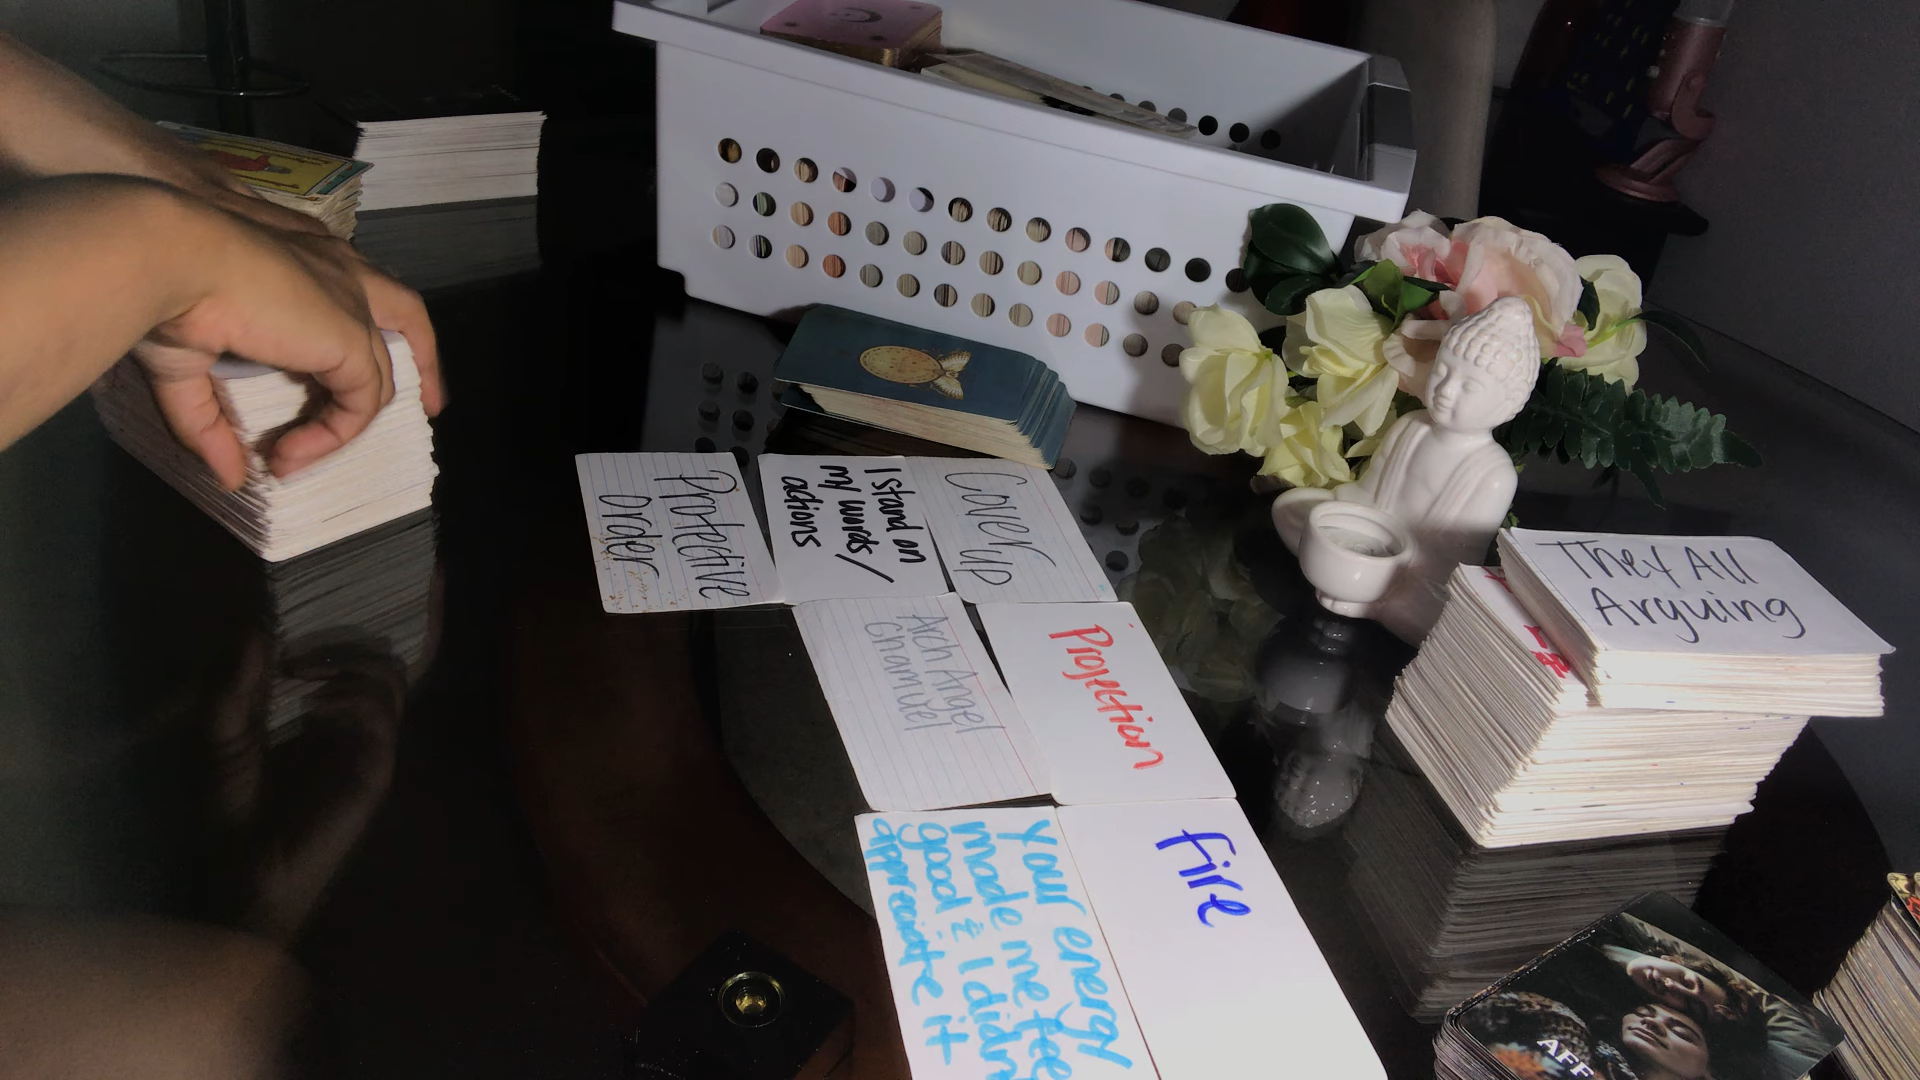 Protective
Order
I stand on
my words/
actions
Cover
up
Arch Angel
Chamuel
Projection
Your energy
made me feel
good & I didn
appreciate it
fire
They All
Arguing
AFF